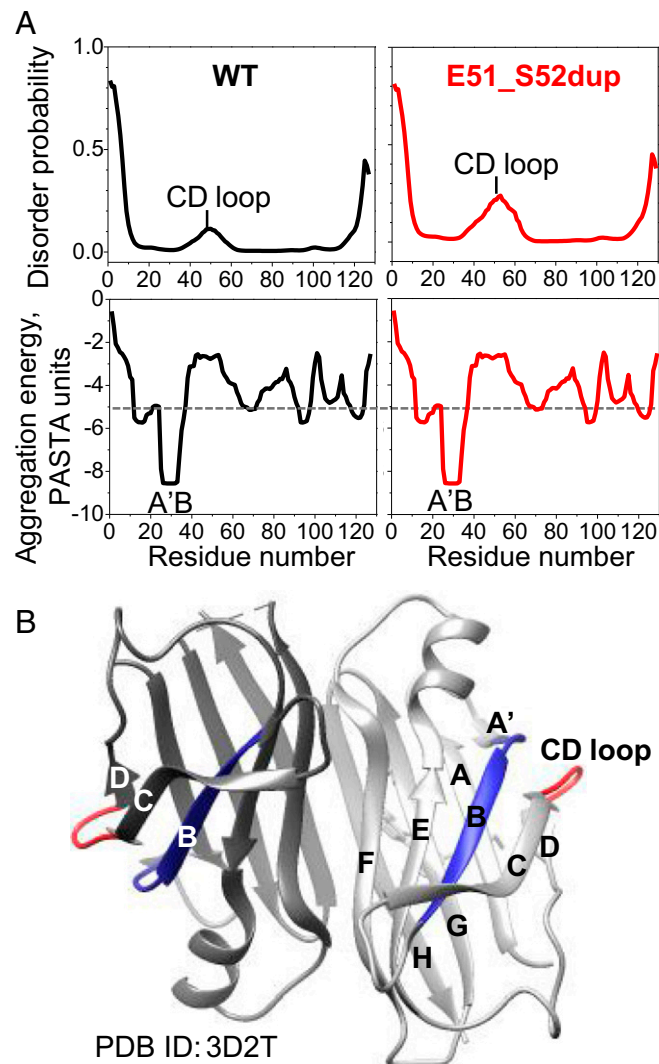 A
WT
E51_S52dup
Disorder probability
1.0
0.5
0.0
CD loop
CD loop
0 20 40 60 80 100 120
0 20 40 60 80 100 120
Aggregation energy,
PASTA units
0
-2
-4
-6
-8
-10
A'B
A'B
0 20 40 60 80 100 120
0 20 40 60 80 100 120
Residue number
Residue number
B
A'
CD loop
D
C
B
A
B
E
F
C
D
G
H
PDB ID: 3D2T